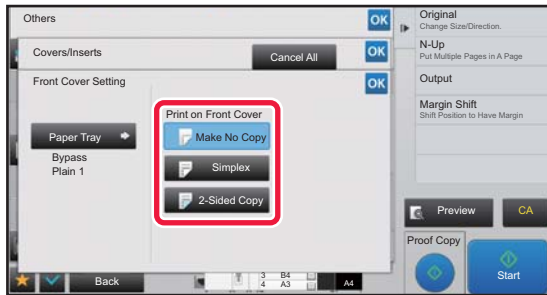 Others
OK
Covers/Inserts
Cancel All
OK
Front Cover Setting
OK
Print on Front Cover
Paper Tray
Bypass
Plain 1
Make No Copy
Simplex
2-Sided Copy
Back
3 B4
4 A3
A4
Original
Change Size/Direction.
N-Up
Put Multiple Pages in A Page
Output
Margin Shift
Shift Position to Have Margin
Preview
CA
Proof Copy
Start